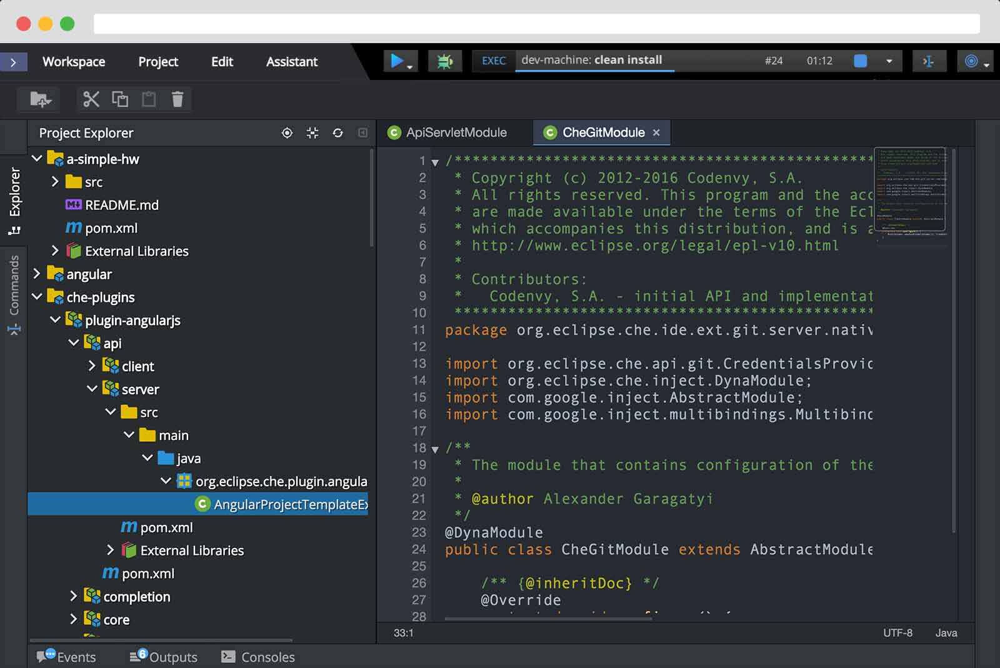 Workspace Project Edit Assistant EXEC dev-machine: clean install #24 01:12
Explorer
Commands
Project Explorer
a-simple-hw
src
README.md
pom.xml
External Libraries
angular
che-plugins
plugin-angularjs
api
client
server
src
main
java
org.eclipse.che.plugin.angula
AngularProjectTemplateEx
pom.xml
External Libraries
pom.xml
completion
core
ApiServletModule CheGitModule
1 /***********************************************
2 * Copyright (c) 2012-2016 Codenvy, S.A.
3 * All rights reserved. This program and the acc
4 * are made available under the terms of the Ecl
5 * which accompanies this distribution, and is a
6 * http://www.eclipse.org/legal/epl-v10.html
7 *
8 * Contributors:
9 *   Codenvy, S.A. - initial API and implementat
10 ***********************************************
11 package org.eclipse.che.ide.ext.git.server.nativ
12
13 import org.eclipse.che.api.git.CredentialsProvid
14 import org.eclipse.che.inject.DynaModule;
15 import com.google.inject.AbstractModule;
16 import com.google.inject.multibindings.Multibind
17
18 /**
19 * The module that contains configuration of the
20 *
21 * @author Alexander Garagatyi
22 */
23 @DynaModule
24 public class CheGitModule extends AbstractModule
25
26 /** {@inheritDoc} */
27 @Override
28
33:1 UTF-8 Java
Events 6 Outputs Consoles